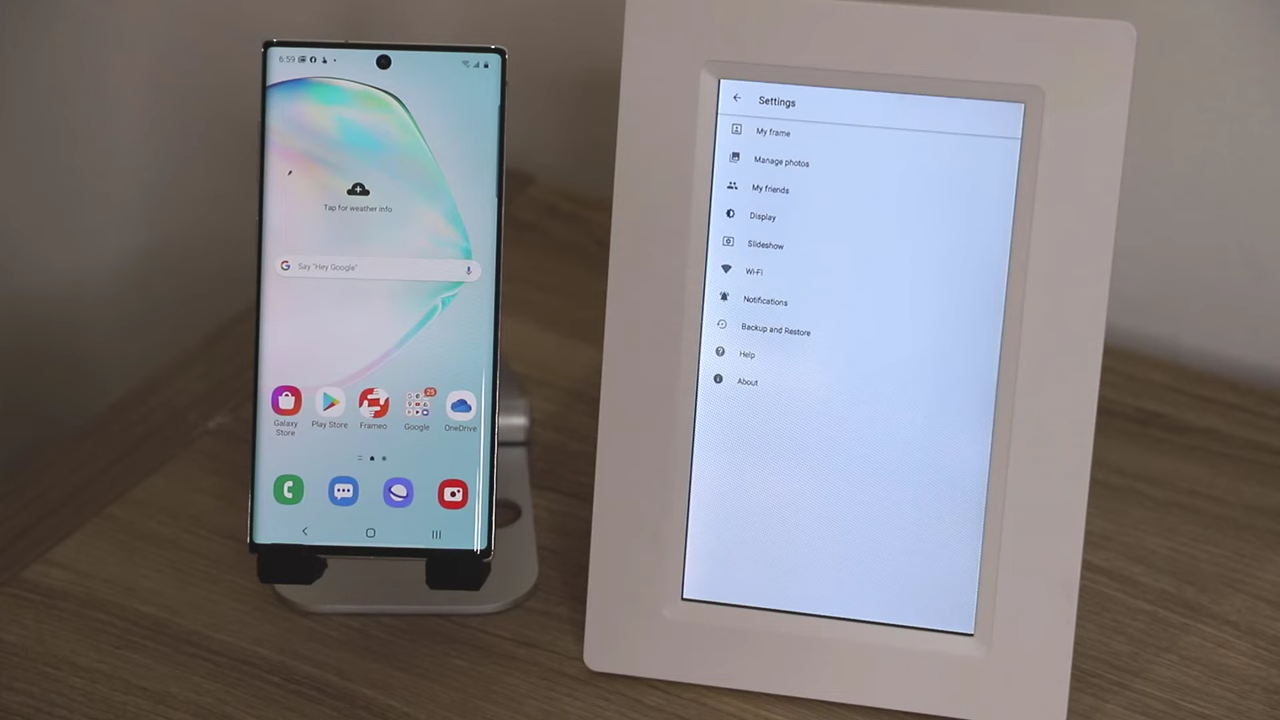 6:59
Tap for weather info
Say "Hey Google"
25
Galaxy Store
Play Store
Frameo
Google
OneDrive
Settings
My frame
Manage photos
My friends
Display
Slideshow
Wi-Fi
Notifications
Backup and Restore
Help
About